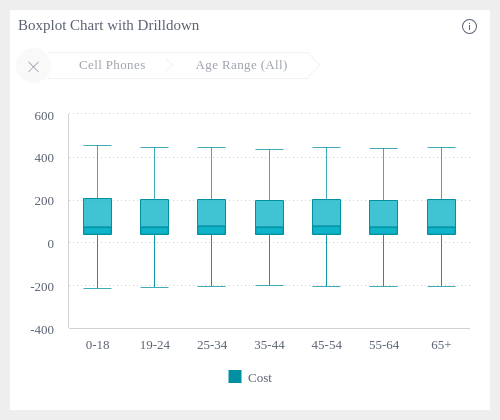 Boxplot Chart with Drilldown
Cell Phones Age Range (All)
600
400
200
0
-200
-400
0-18 19-24 25-34 35-44 45-54 55-64 65+
Cost